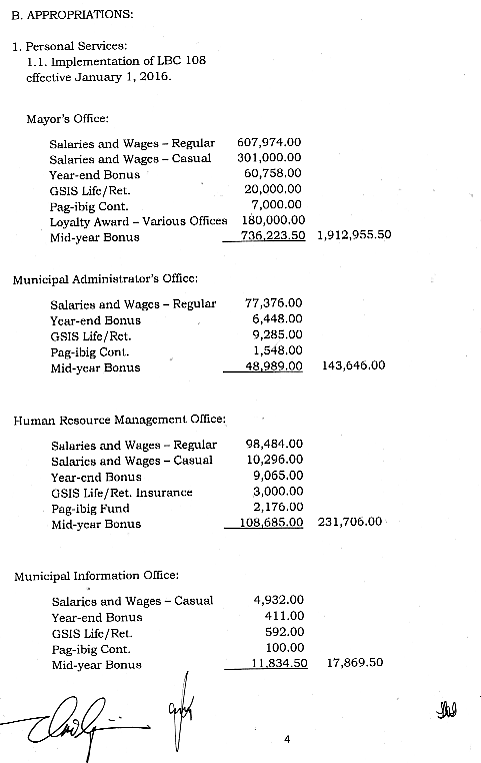 B. APPROPRIATIONS:
1. Personal Services:
1.1. Implementation of LBC 108
effective January 1, 2016.
Mayor's Office:
Salaries and Wages – Regular 607,974.00
Salaries and Wages – Casual 301,000.00
Year-end Bonus 60,758.00
GSIS Life/Ret. 20,000.00
Pag-ibig Cont. 7,000.00
Loyalty Award – Various Offices 180,000.00
Mid-year Bonus 736,223.50 1,912,955.50
Municipal Administrator's Office:
Salaries and Wages – Regular 77,376.00
Year-end Bonus 6,448.00
GSIS Life/Ret. 9,285.00
Pag-ibig Cont. 1,548.00
Mid-year Bonus 48,989.00 143,646.00
Human Resource Management Office:
Salaries and Wages – Regular 98,484.00
Salaries and Wages – Casual 10,296.00
Year-end Bonus 9,065.00
GSIS Life/Ret. Insurance 3,000.00
Pag-ibig Fund 2,176.00
Mid-year Bonus 108,685.00 231,706.00
Municipal Information Office:
Salaries and Wages – Casual 4,932.00
Year-end Bonus 411.00
GSIS Life/Ret. 592.00
Pag-ibig Cont. 100.00
Mid-year Bonus 11,834.50 17,869.50
4